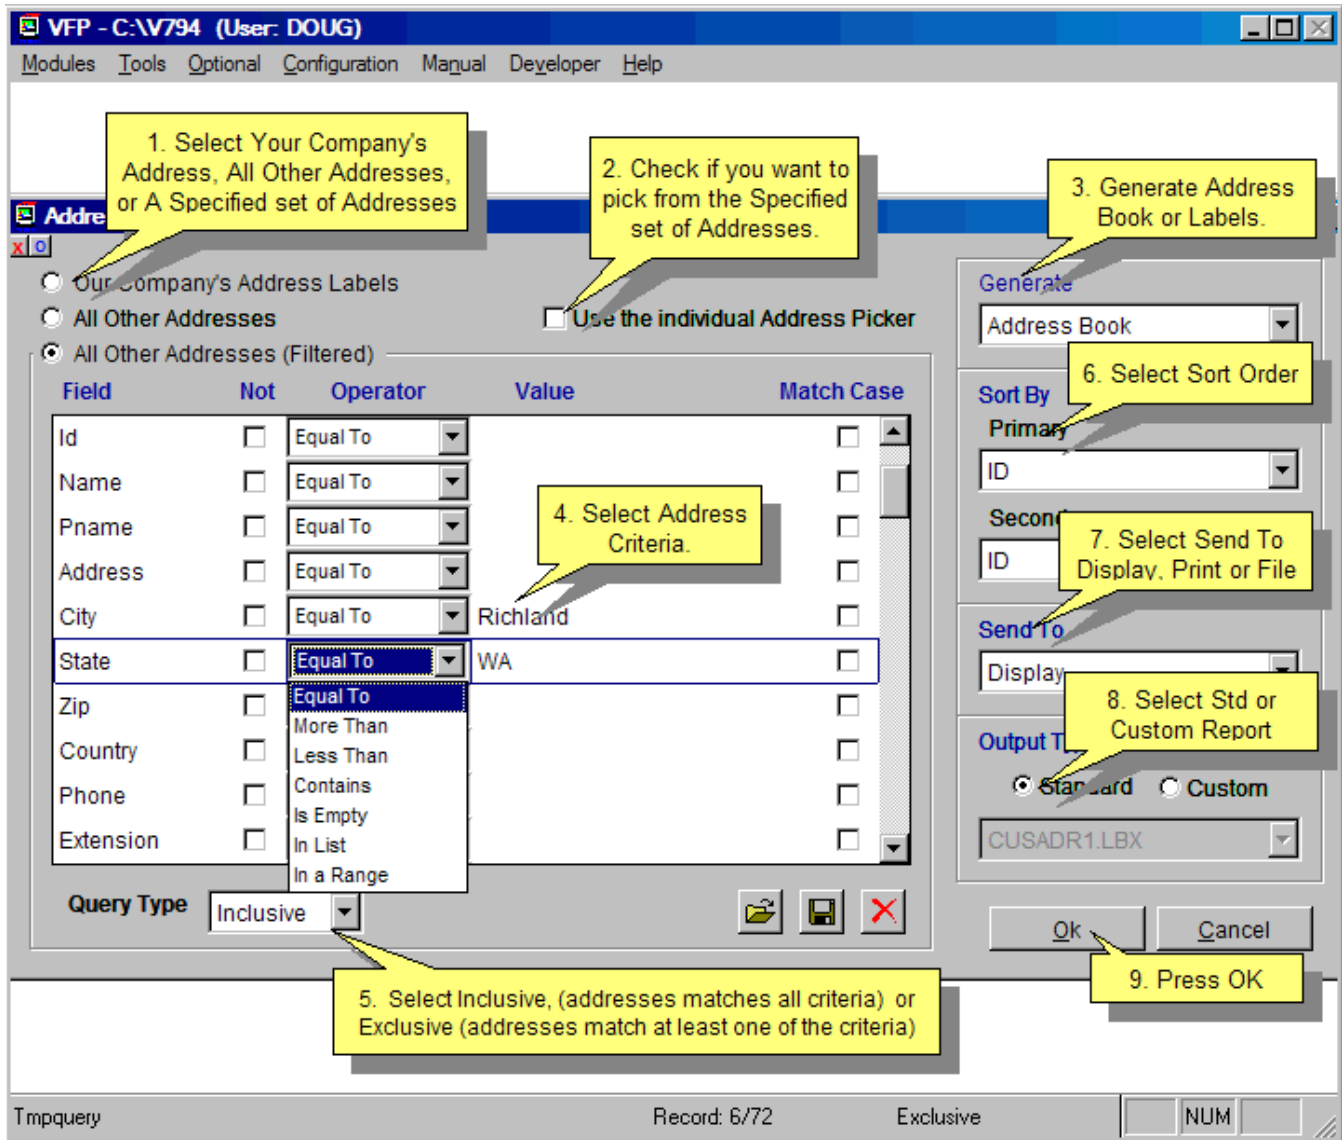 VFP - C:\V794 (User: DOUG)
Modules Tools Optional Configuration Manual Developer Help
1. Select Your Company's
Address, All Other Addresses,
or A Specified set of Addresses
2. Check if you want to
pick from the Specified
set of Addresses.
3. Generate Address
Book or Labels.
Addre
X O
Our Company's Address Labels
All Other Addresses
Use the individual Address Picker
All Other Addresses (Filtered)
Field Not Operator Value Match Case
Id Equal To
Name Equal To
Pname Equal To
Address Equal To
City Equal To Richland
State Equal To WA
Zip
Country
Phone
Extension
Equal To
More Than
Less Than
Contains
Is Empty
In List
In a Range
4. Select Address
Criteria.
Query Type Inclusive
5. Select Inclusive, (addresses matches all criteria) or
Exclusive (addresses match at least one of the criteria)
Generate
Address Book
6. Select Sort Order
Sort By
Primary
ID
Second
ID
7. Select Send To
Display, Print or File
Send To
Display
8. Select Std or
Custom Report
Output T
Standard Custom
CUSADR1.LBX
Ok Cancel
9. Press OK
Tmpquery Record: 6/72 Exclusive NUM